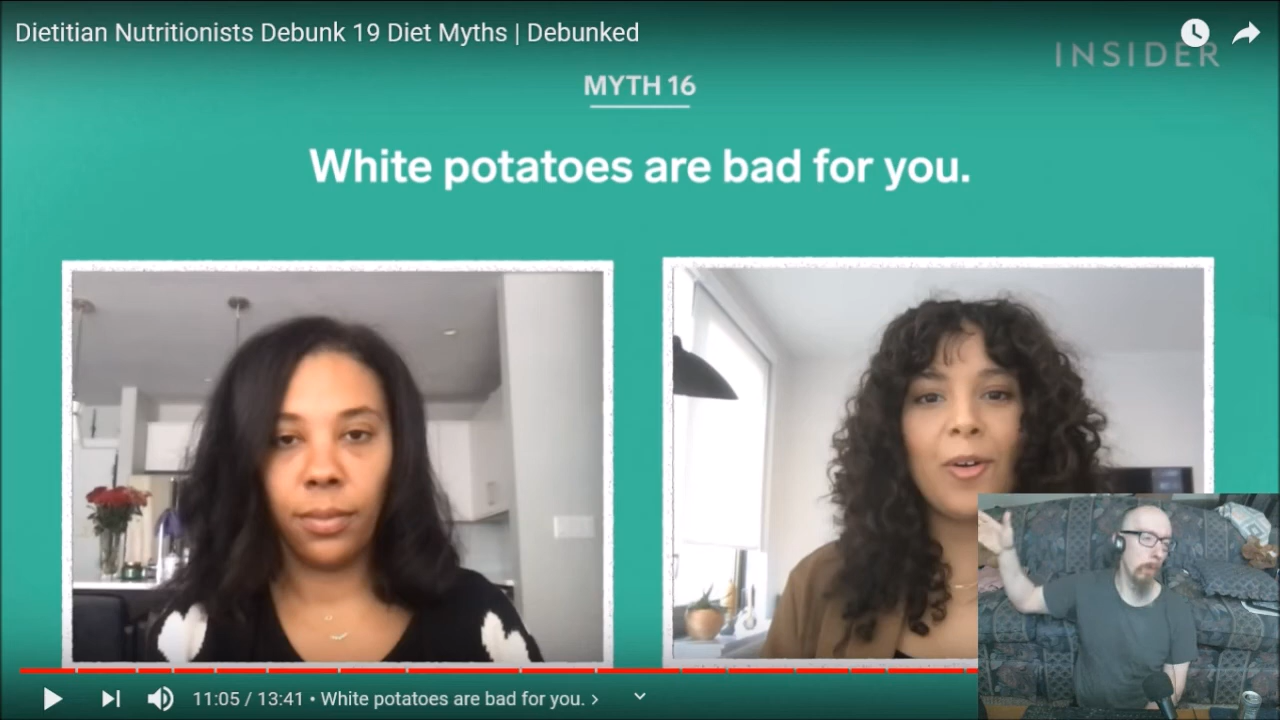 Dietitian Nutritionists Debunk 19 Diet Myths | Debunked
INSIDER
MYTH 16
White potatoes are bad for you.
11:05 / 13:41 • White potatoes are bad for you. ›